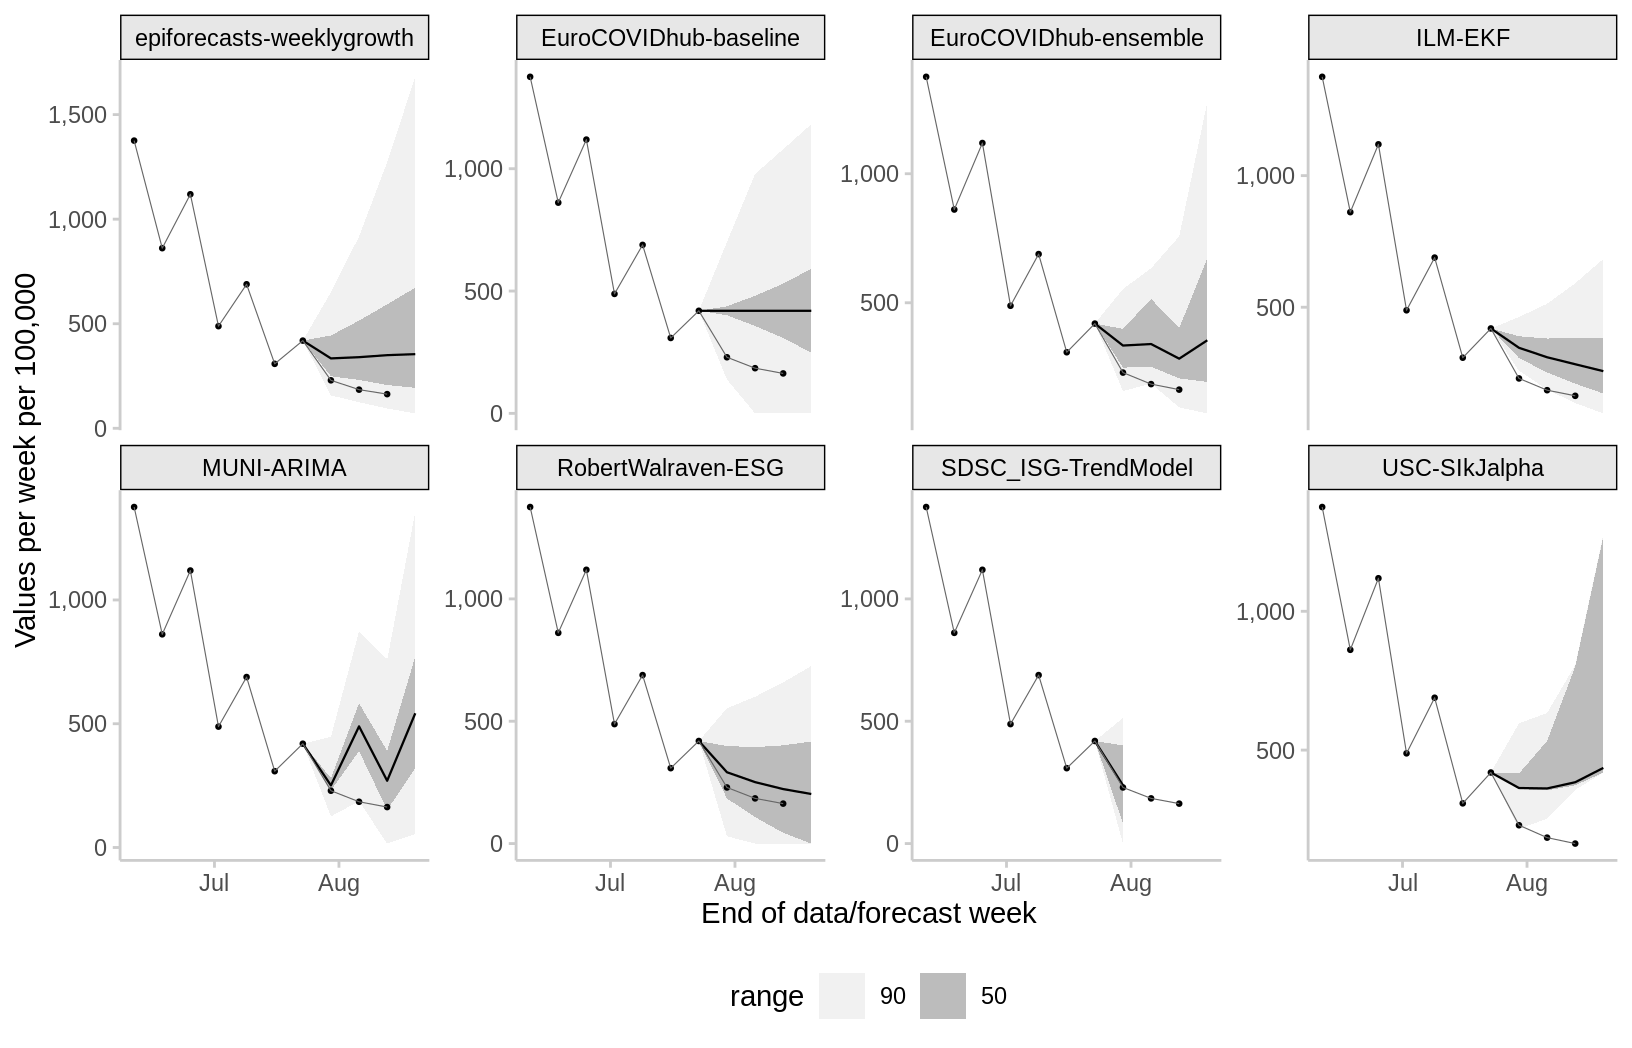 epiforecasts-weeklygrowth
EuroCOVIDhub-baseline
EuroCOVIDhub-ensemble
ILM-EKF
1,500
1,000
500
0
1,000
500
0
1,000
500
1,000
500
MUNI-ARIMA
RobertWalraven-ESG
SDSC_ISG-TrendModel
USC-SIkJalpha
1,000
500
0
1,000
500
0
1,000
500
0
1,000
500
Jul Aug
Jul Aug
Jul Aug
Jul Aug
Values per week per 100,000
End of data/forecast week
range 90 50